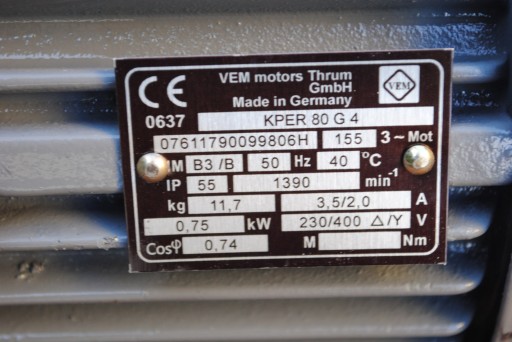 CE VEM motors Thrum GmbH VEM
Made in Germany
0637 KPER 80 G 4
07611790099806H 155 3~ Mot
IM B3 /B 50 Hz 40 °C
IP 55 1390 min-1
kg 11,7 3,5/2,0 A
0,75 kW 230/400 △/Y V
Cosφ 0,74 M Nm